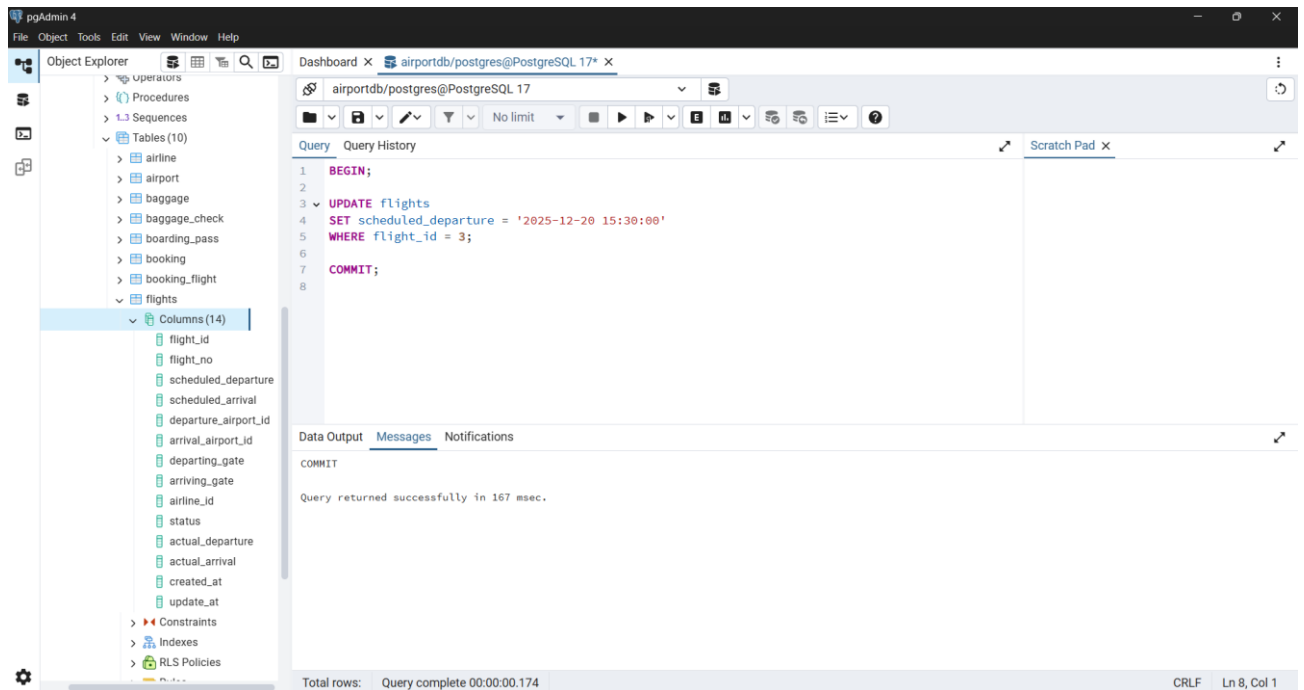 pgAdmin 4
File Object Tools Edit View Window Help
Object Explorer
Operators
Procedures
1..3 Sequences
Tables (10)
airline
airport
baggage
baggage_check
boarding_pass
booking
booking_flight
flights
Columns (14)
flight_id
flight_no
scheduled_departure
scheduled_arrival
departure_airport_id
arrival_airport_id
departing_gate
arriving_gate
airline_id
status
actual_departure
actual_arrival
created_at
update_at
Constraints
Indexes
RLS Policies
Dashboard airportdb/postgres@PostgreSQL 17*
airportdb/postgres@PostgreSQL 17
No limit E
Query Query History
1 BEGIN;
2
3 UPDATE flights
4 SET scheduled_departure = '2025-12-20 15:30:00'
5 WHERE flight_id = 3;
6
7 COMMIT;
8
Scratch Pad
Data Output Messages Notifications
COMMIT
Query returned successfully in 167 msec.
Total rows: Query complete 00:00:00.174 CRLF Ln 8, Col 1